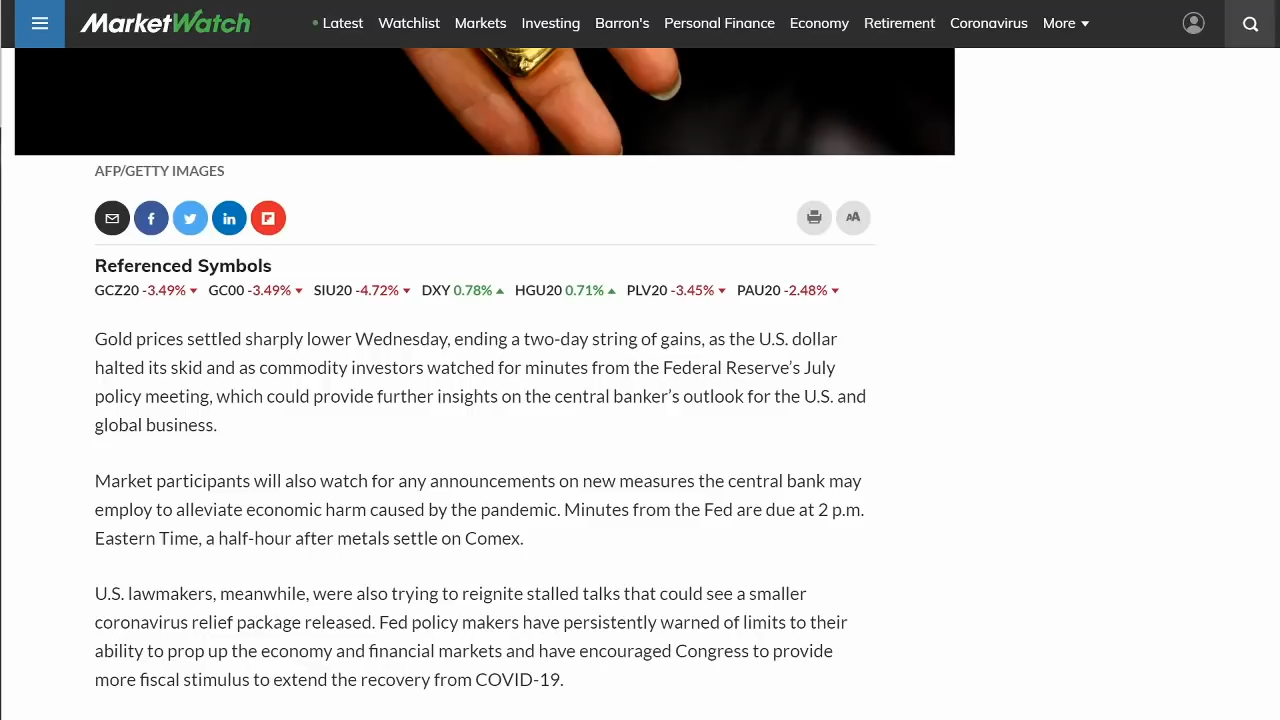 MarketWatch
• Latest Watchlist Markets Investing Barron's Personal Finance Economy Retirement Coronavirus More
AFP/GETTY IMAGES
f in AA
Referenced Symbols
GCZ20 -3.49% GC00 -3.49% SIU20 -4.72% DXY 0.78% HGU20 0.71% PLV20 -3.45% PAU20 -2.48%
Gold prices settled sharply lower Wednesday, ending a two-day string of gains, as the U.S. dollar
halted its skid and as commodity investors watched for minutes from the Federal Reserve’s July
policy meeting, which could provide further insights on the central banker’s outlook for the U.S. and
global business.
Market participants will also watch for any announcements on new measures the central bank may
employ to alleviate economic harm caused by the pandemic. Minutes from the Fed are due at 2 p.m.
Eastern Time, a half-hour after metals settle on Comex.
U.S. lawmakers, meanwhile, were also trying to reignite stalled talks that could see a smaller
coronavirus relief package released. Fed policy makers have persistently warned of limits to their
ability to prop up the economy and financial markets and have encouraged Congress to provide
more fiscal stimulus to extend the recovery from COVID-19.